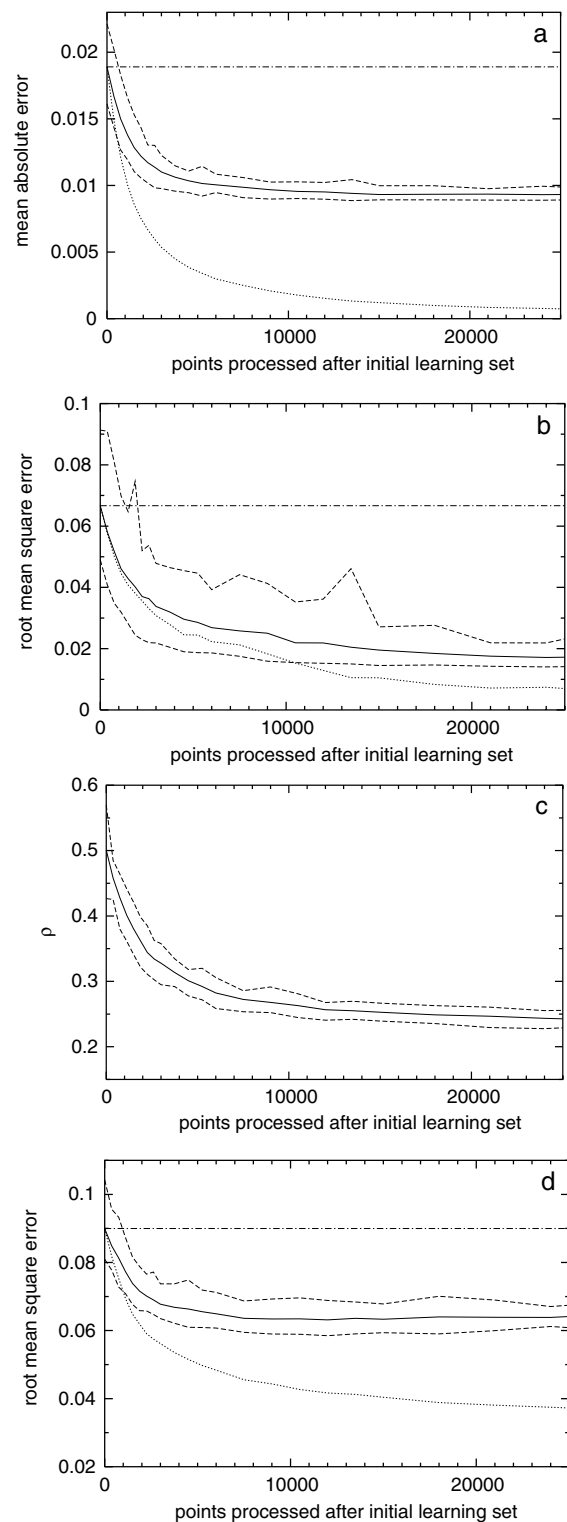 a
0.02
0.015
0.01
0.005
0
mean absolute error
0 10000 20000
points processed after initial learning set
b
0.1
0.08
0.06
0.04
0.02
0
root mean square error
0 10000 20000
points processed after initial learning set
c
0.6
0.5
0.4
0.3
0.2
ρ
0 10000 20000
points processed after initial learning set
d
0.1
0.08
0.06
0.04
0.02
root mean square error
0 10000 20000
points processed after initial learning set